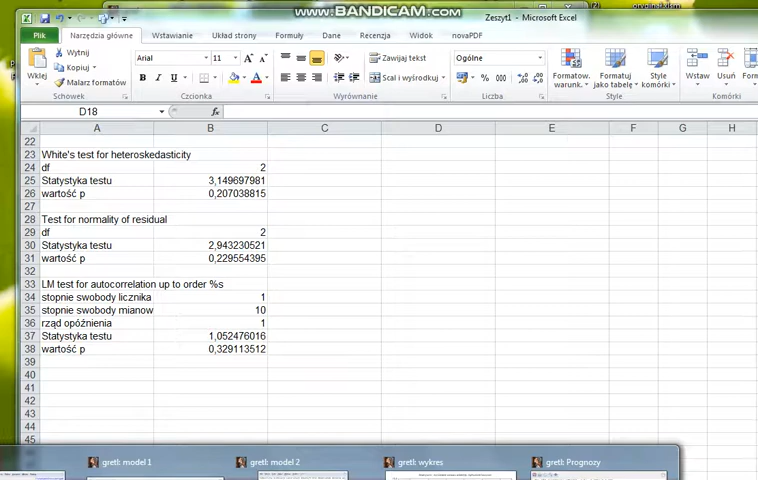 www.BANDICAM.com
Zeszyt1 - Microsoft Excel
Plik Narzędzia główne Wstawianie Układ strony Formuły Dane Recenzja Widok novaPDF
Wklej
Wytnij
Kopiuj
Malarz formatów
Schowek
Arial 11
B I U
Czcionka
Scal i wyśrodkuj
Wyrównanie
Ogólne
% 000
Liczba
Formatow. warunk.
Formatuj jako tabelę
Style komórki
Style
Wstaw Usuń
Komórki
D18 fx
A B C D E F G H
22
23 White's test for heteroskedasticity
24 df 2
25 Statystyka testu 3,149697981
26 wartość p 0,207038815
27
28 Test for normality of residual
29 df 2
30 Statystyka testu 2,943230521
31 wartość p 0,229554395
32
33 LM test for autocorrelation up to order %s
34 stopnie swobody licznika 1
35 stopnie swobody mianow 10
36 rząd opóźnienia 1
37 Statystyka testu 1,052476016
38 wartość p 0,329113512
39
40
41
42
43
44
45
gretl: model 1 gretl: model 2 gretl: wykres gretl: Prognozy